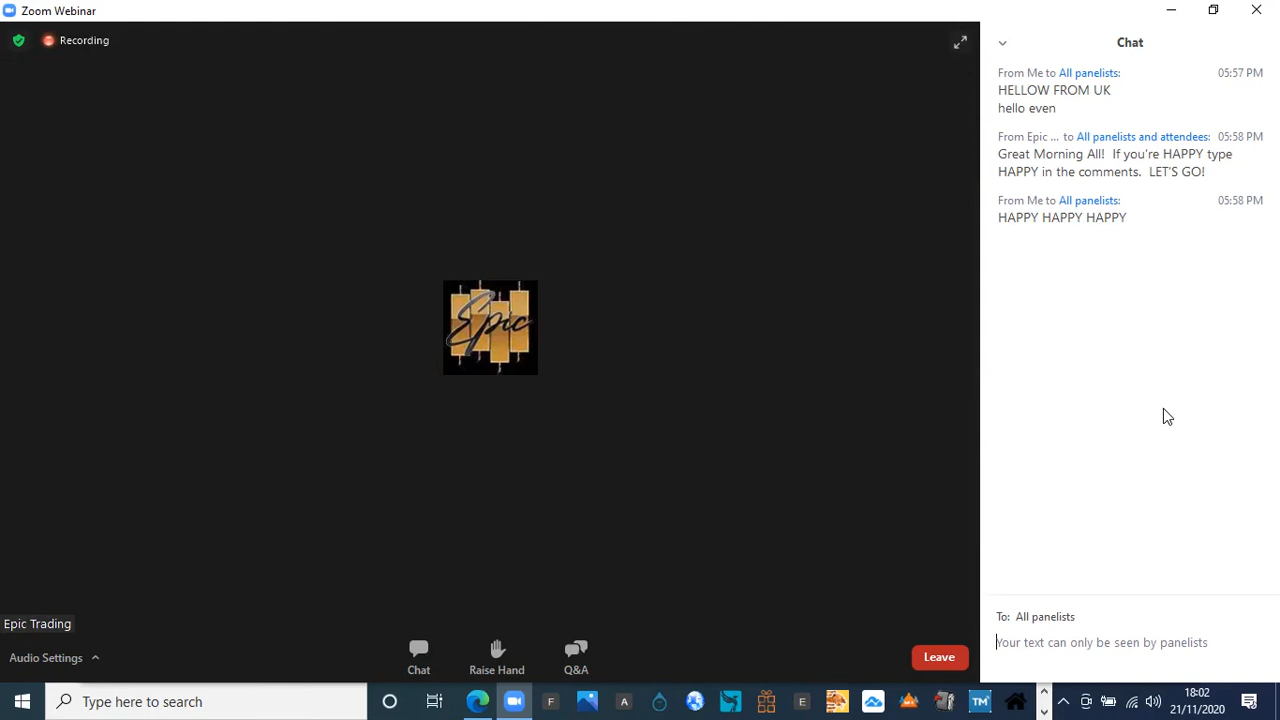 Zoom Webinar
Recording
Epic
Epic Trading
Audio Settings
Chat
Raise Hand
Q&A
Leave
Chat
From Me to All panelists: 05:57 PM
HELLOW FROM UK
hello even
From Epic ... to All panelists and attendees: 05:58 PM
Great Morning All! If you're HAPPY type
HAPPY in the comments. LET'S GO!
From Me to All panelists: 05:58 PM
HAPPY HAPPY HAPPY
To: All panelists
Your text can only be seen by panelists
Type here to search
F
A
E
TM
18:02
21/11/2020